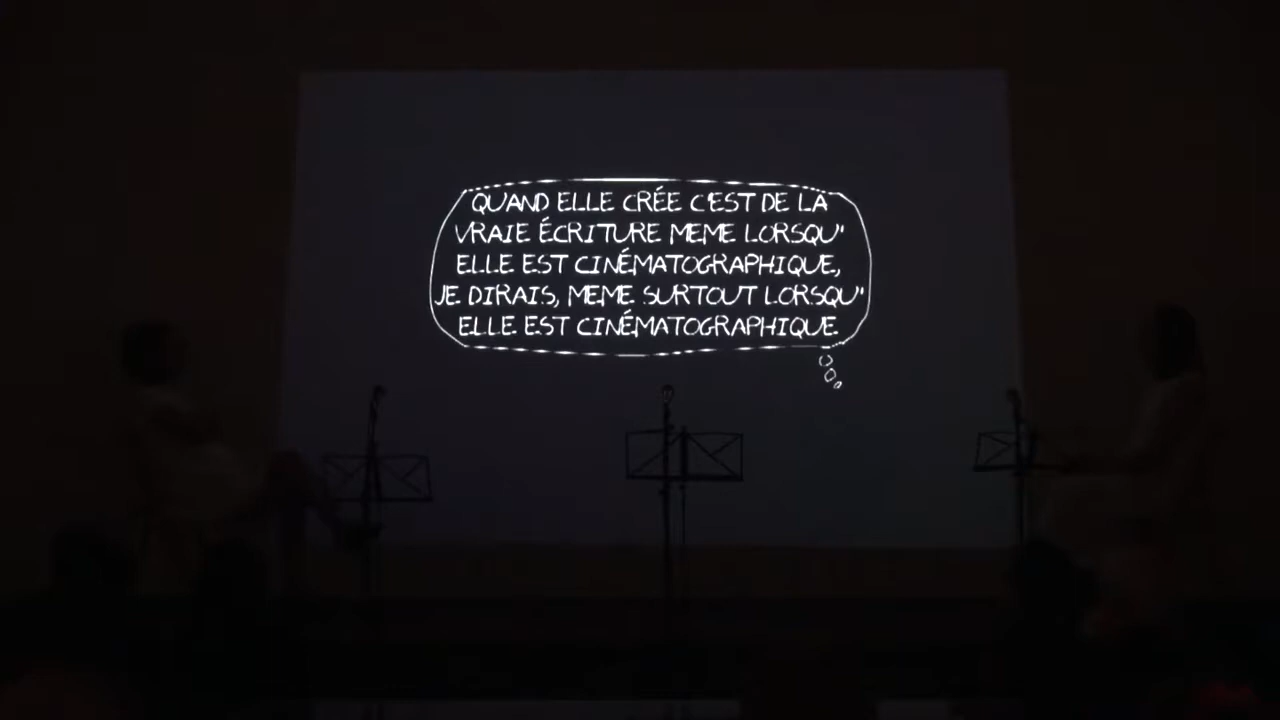 QUAND ELLE CRÉE C'EST DE LA
VRAIE ÉCRITURE MEME LORSQU'
ELLE EST CINÉMATOGRAPHIQUE,
JE DIRAIS, MEME SURTOUT LORSQU'
ELLE EST CINÉMATOGRAPHIQUE.